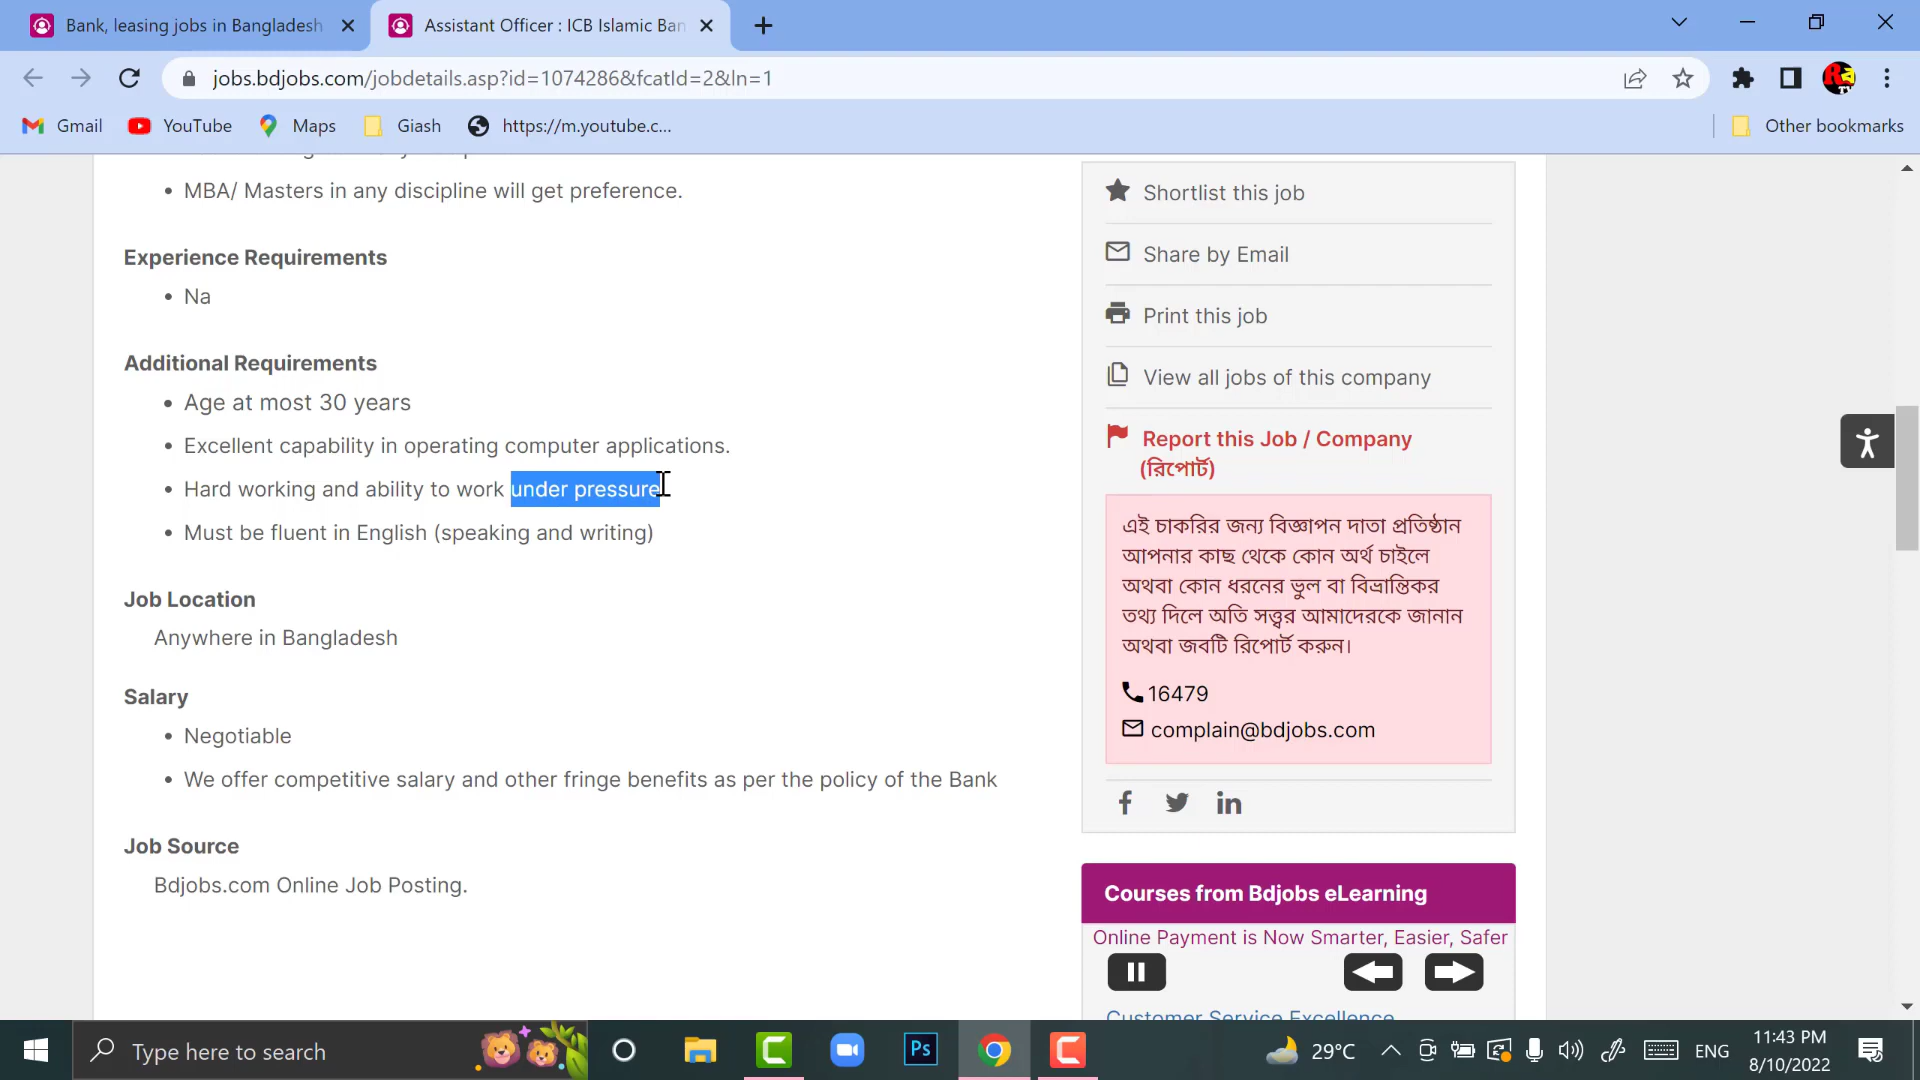 Bank, leasing jobs in Bangladesh
Assistant Officer : ICB Islamic Ban
jobs.bdjobs.com/jobdetails.asp?id=1074286&fcatId=2&ln=1
Gmail
YouTube
Maps
Giash
https://m.youtube.c...
Other bookmarks
MBA/ Masters in any discipline will get preference.
Experience Requirements
Na
Additional Requirements
Age at most 30 years
Excellent capability in operating computer applications.
Hard working and ability to work under pressure
Must be fluent in English (speaking and writing)
Job Location
Anywhere in Bangladesh
Salary
Negotiable
We offer competitive salary and other fringe benefits as per the policy of the Bank
Job Source
Bdjobs.com Online Job Posting.
Shortlist this job
Share by Email
Print this job
View all jobs of this company
Report this Job / Company
(রিপোর্ট)
এই চাকরির জন্য বিজ্ঞাপন দাতা প্রতিষ্ঠান
আপনার কাছ থেকে কোন অর্থ চাইলে
অথবা কোন ধরনের ভুল বা বিভ্রান্তিকর
তথ্য দিলে অতি সত্ত্বর আমাদেরকে জানান
অথবা জবটি রিপোর্ট করুন।
16479
complain@bdjobs.com
Courses from Bdjobs eLearning
Online Payment is Now Smarter, Easier, Safer
Customer Service Excellence
Type here to search
Ps
29°C
ENG
11:43 PM
8/10/2022